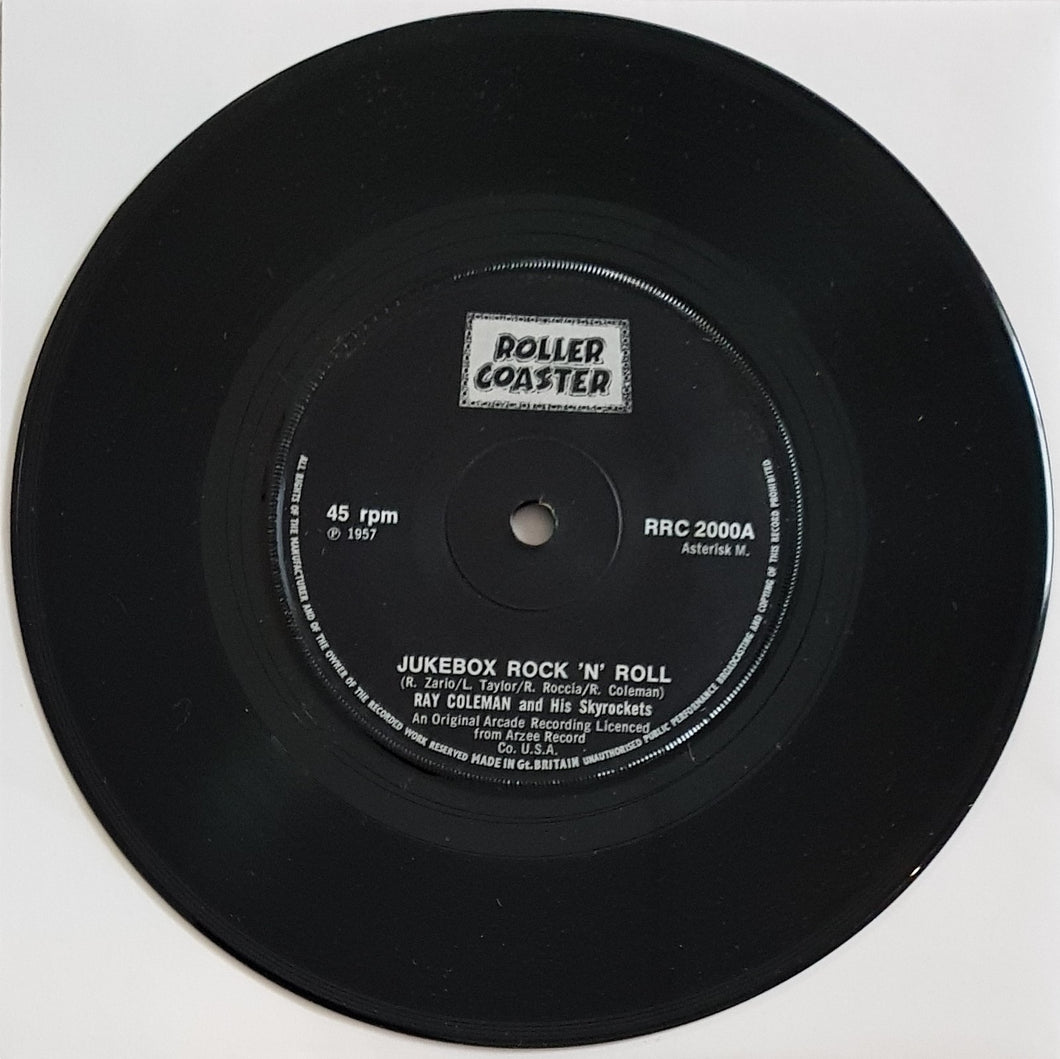 ROLLER
COASTER
45 rpm
℗ 1957
RRC 2000A
Asterisk M.
JUKEBOX ROCK 'N' ROLL
(R. Zario/L. Taylor/R. Roccia/R. Coleman)
RAY COLEMAN and His Skyrockets
An Original Arcade Recording Licenced
from Arzee Record
Co. U.S.A.
ALL RIGHTS OF THE MANUFACTURER AND OF THE OWNER OF THE RECORDED WORK RESERVED MADE IN Gt. BRITAIN UNAUTHORISED PUBLIC PERFORMANCE BROADCASTING AND COPYING OF THIS RECORD PROHIBITED